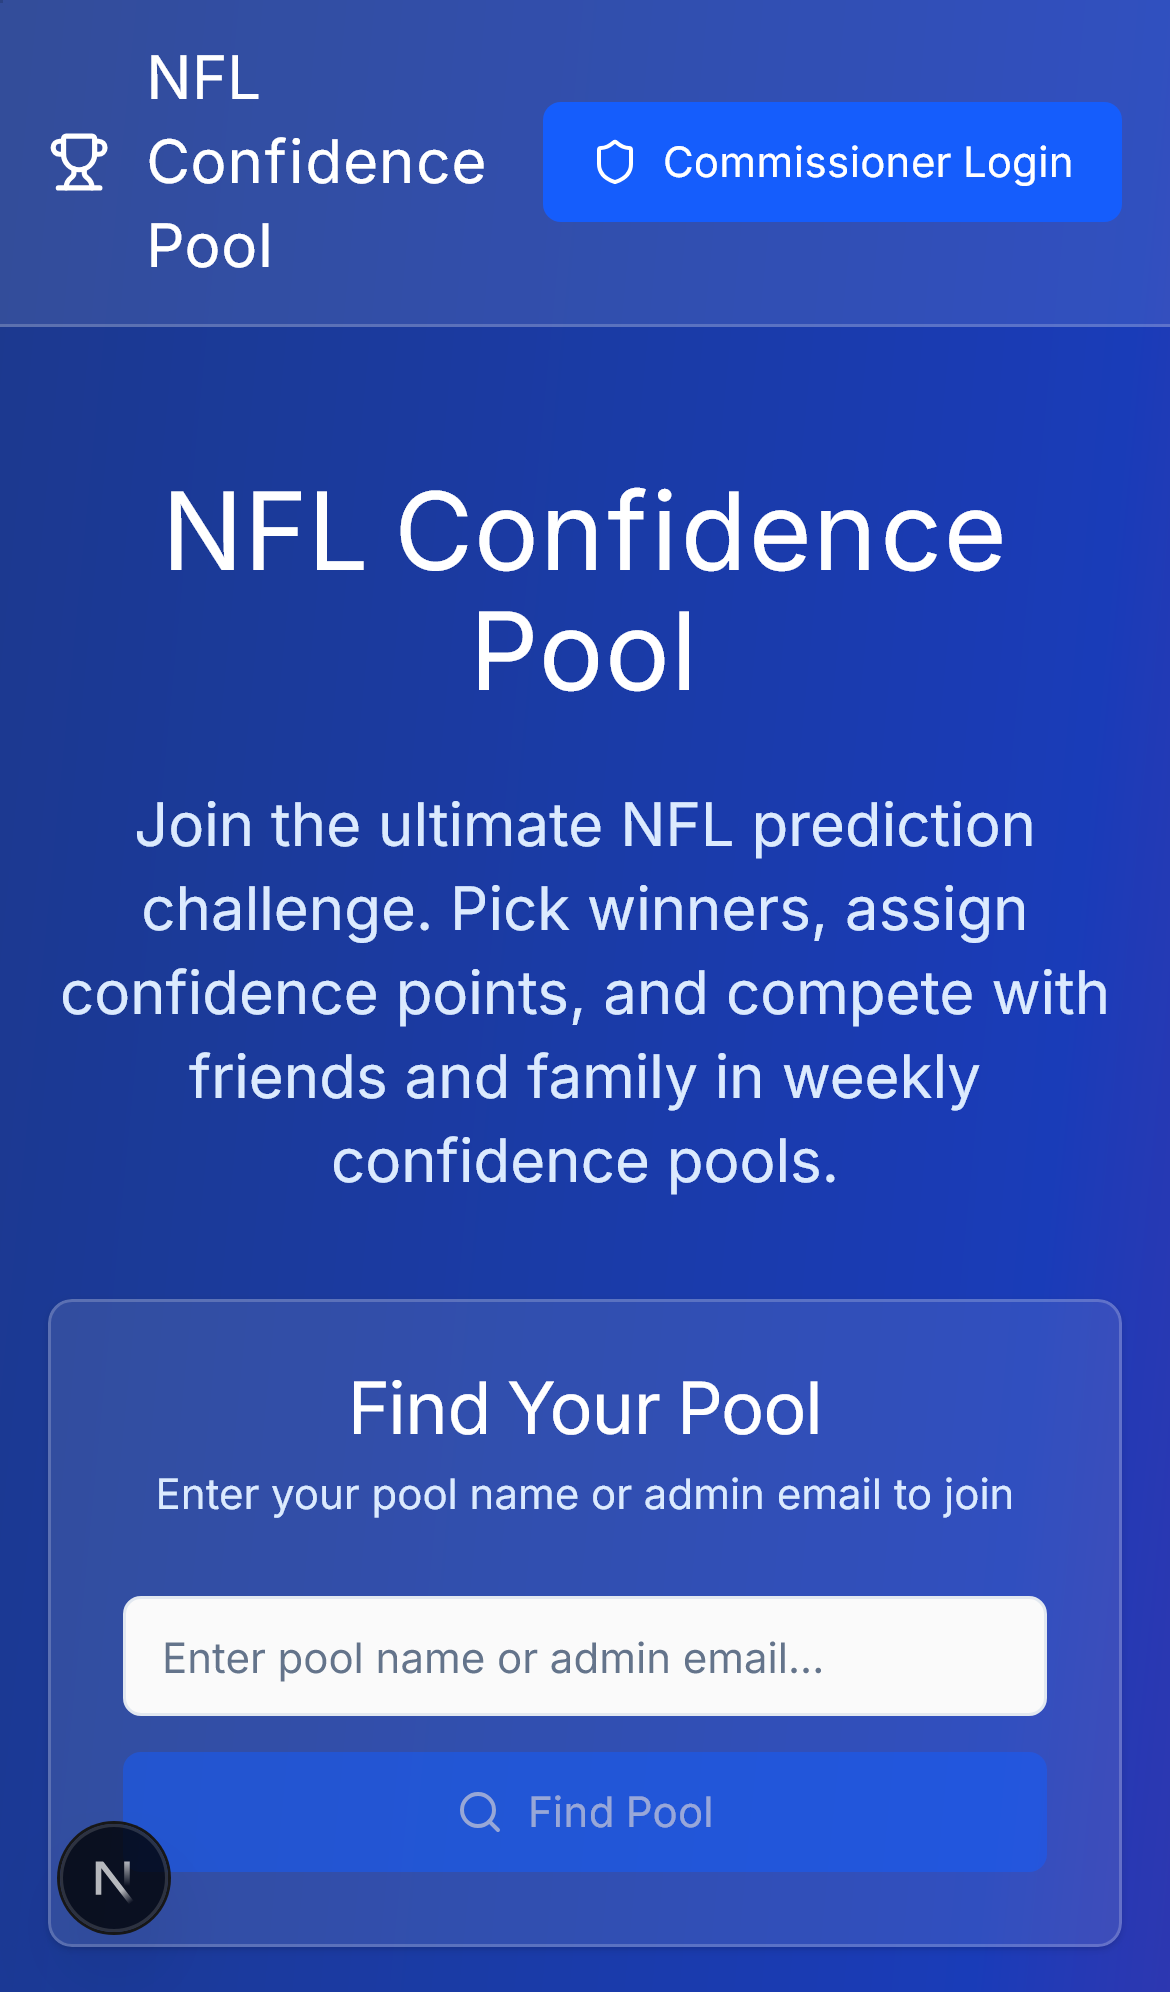 NFL
Confidence
Pool
Commissioner Login
NFL Confidence
Pool
Join the ultimate NFL prediction
challenge. Pick winners, assign
confidence points, and compete with
friends and family in weekly
confidence pools.
Find Your Pool
Enter your pool name or admin email to join
Enter pool name or admin email...
Find Pool
N